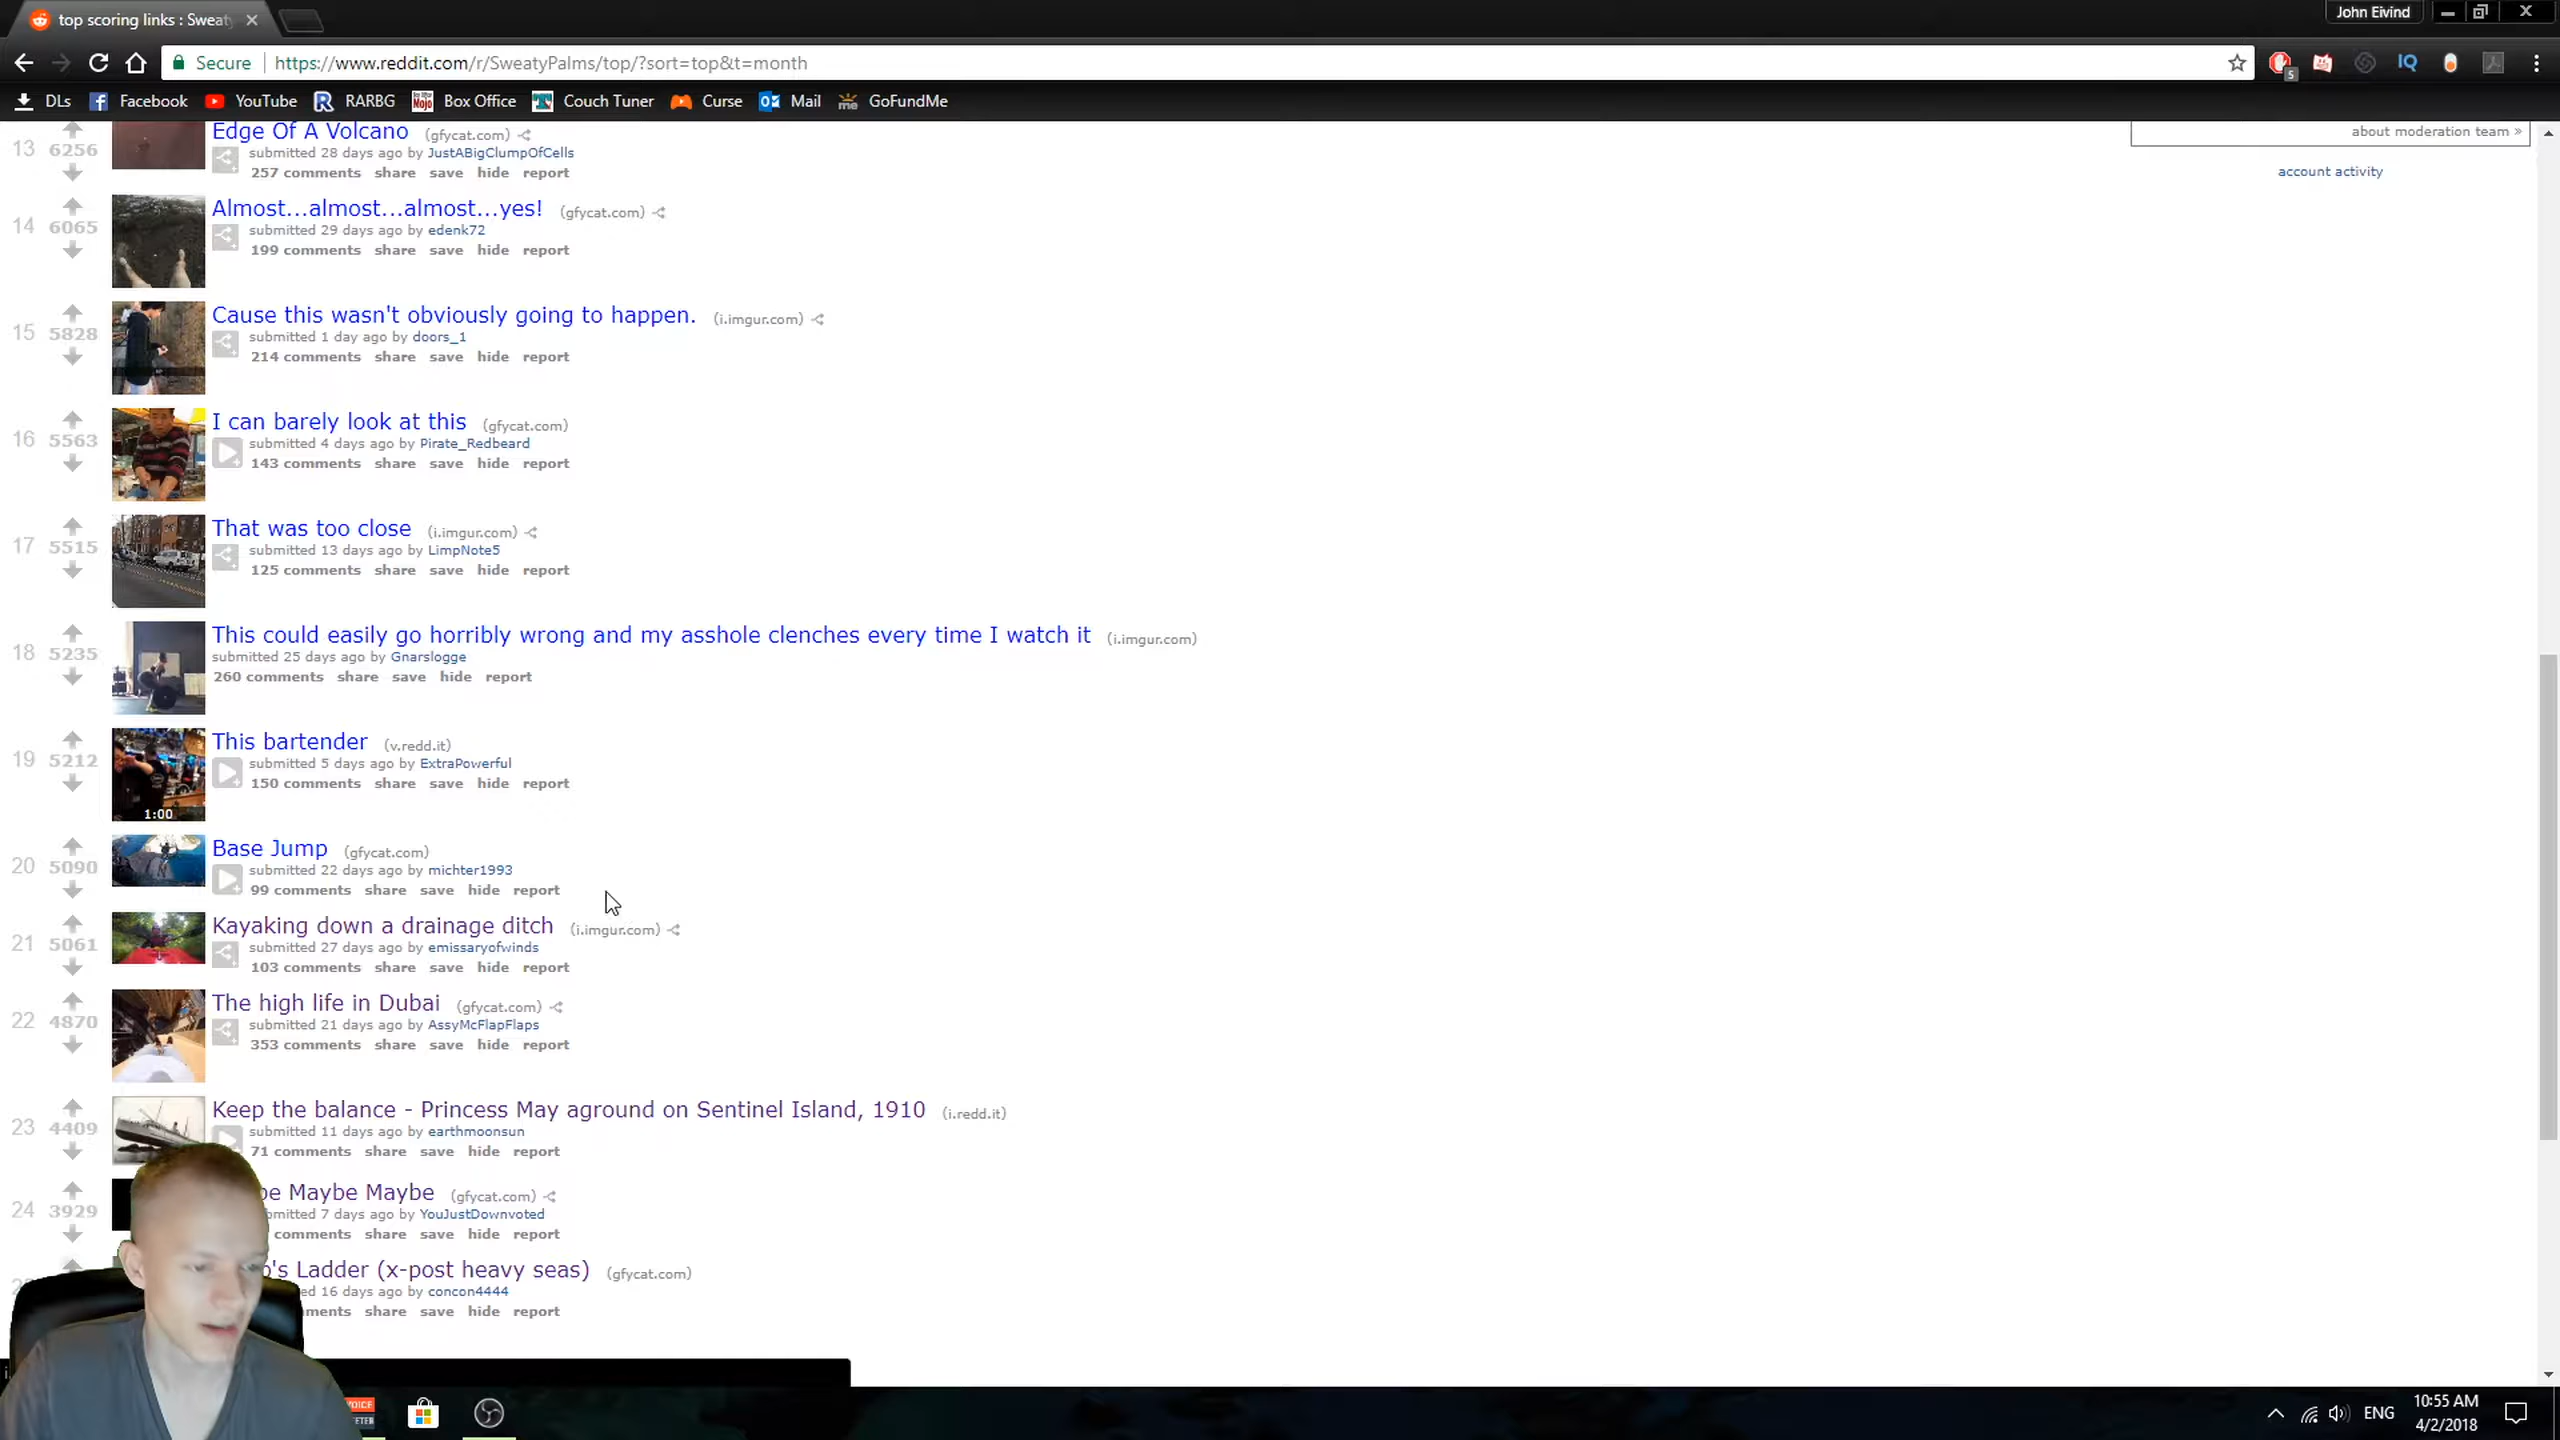 top scoring links : Sweaty
John Eivind
Secure https://www.reddit.com/r/SweatyPalms/top/?sort=top&t=month
5
IQ
DLs Facebook YouTube RARBG Box Office Couch Tuner Curse Mail GoFundMe
about moderation team »
account activity
13 6256 Edge Of A Volcano (gfycat.com)
submitted 28 days ago by JustABigClumpOfCells
257 comments share save hide report
14 6065 Almost...almost...almost...yes! (gfycat.com)
submitted 29 days ago by edenk72
199 comments share save hide report
15 5828 Cause this wasn't obviously going to happen. (i.imgur.com)
submitted 1 day ago by doors_1
214 comments share save hide report
16 5563 I can barely look at this (gfycat.com)
submitted 4 days ago by Pirate_Redbeard
143 comments share save hide report
17 5515 That was too close (i.imgur.com)
submitted 13 days ago by LimpNote5
125 comments share save hide report
18 5235 This could easily go horribly wrong and my asshole clenches every time I watch it (i.imgur.com)
submitted 25 days ago by Gnarslogge
260 comments share save hide report
19 5212 This bartender (v.redd.it)
submitted 5 days ago by ExtraPowerful
150 comments share save hide report
1:00
20 5090 Base Jump (gfycat.com)
submitted 22 days ago by michter1993
99 comments share save hide report
21 5061 Kayaking down a drainage ditch (i.imgur.com)
submitted 27 days ago by emissaryofwinds
103 comments share save hide report
22 4870 The high life in Dubai (gfycat.com)
submitted 21 days ago by AssyMcFlapFlaps
353 comments share save hide report
23 4409 Keep the balance - Princess May aground on Sentinel Island, 1910 (i.redd.it)
submitted 11 days ago by earthmoonsun
71 comments share save hide report
24 3929 be Maybe Maybe (gfycat.com)
bmitted 7 days ago by YouJustDownvoted
comments share save hide report
's Ladder (x-post heavy seas) (gfycat.com)
ed 16 days ago by concon4444
ments share save hide report
ENG
10:55 AM
4/2/2018